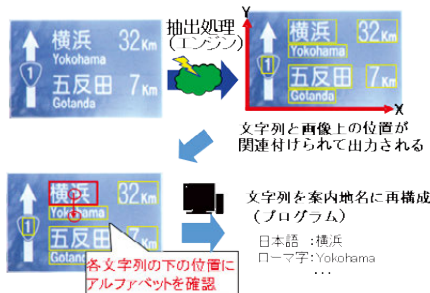 横浜 32Km
Yokohama
1
五反田 7Km
Gotanda
抽出処理
(エンジン)
Y
横浜 32Km
Yokohama
1
五反田 7Km
Gotanda
X
文字列と画像上の位置が
関連付けられて出力される
横浜 32Km
Yokohama
1
五反田 7Km
Gotanda
各文字列の下の位置に
アルファベットを確認
文字列を案内地名に再構成
(プログラム)
日本語 :横浜
ローマ字:Yokohama
・・・